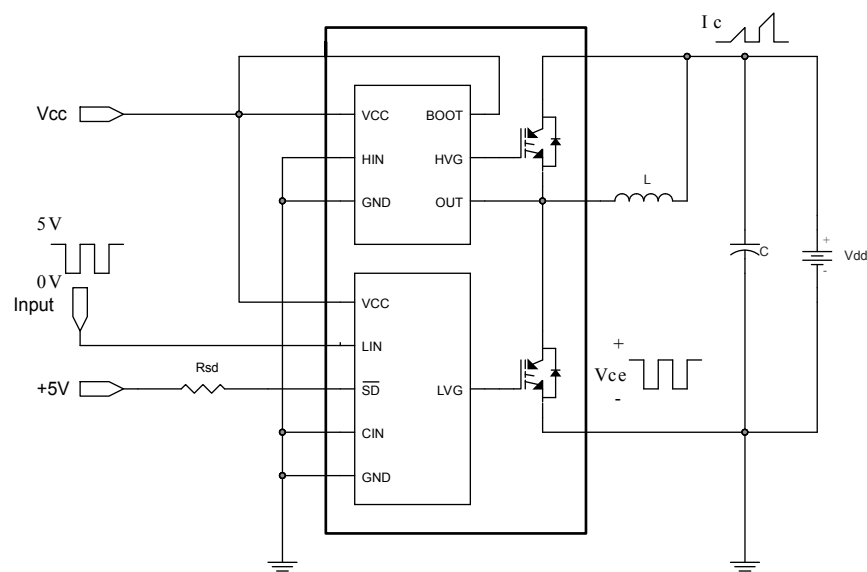 Ic
Vcc
VCC
BOOT
HIN
HVG
GND
OUT
L
5V
0V
Input
C
+
-
Vdd
VCC
LIN
+5V
Rsd
SD
LVG
CIN
GND
+
Vce
-